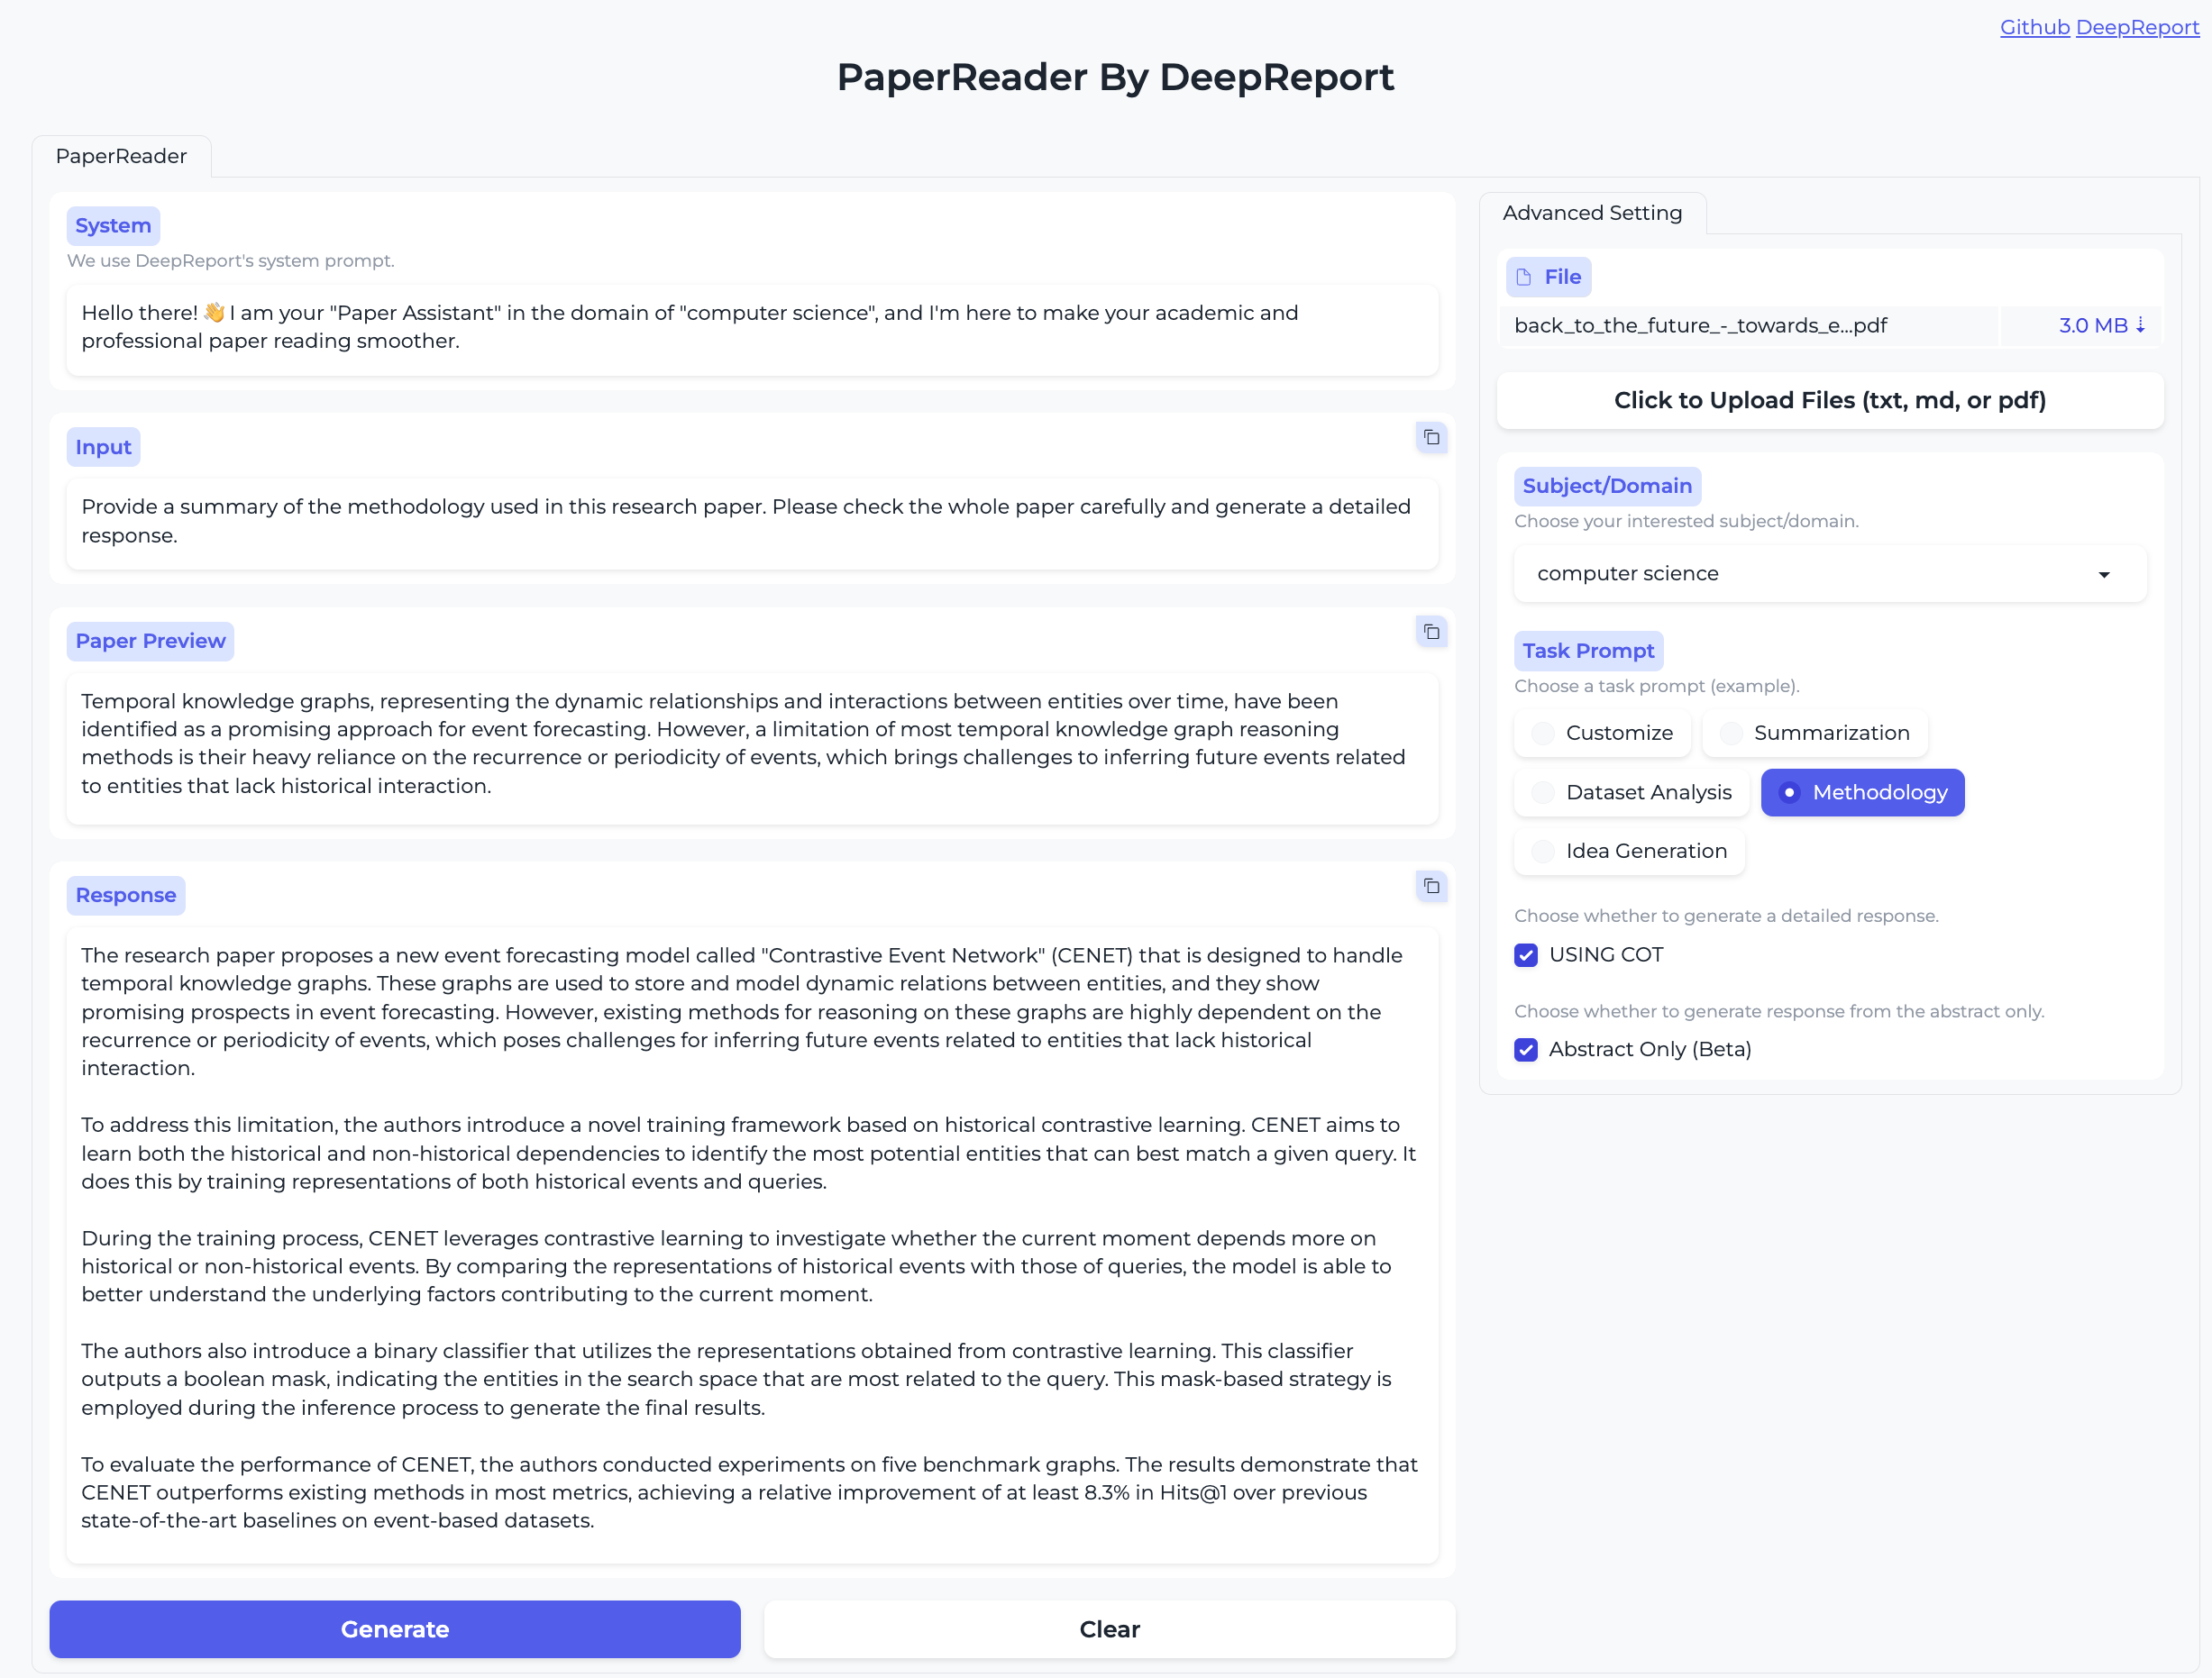 Github DeepReport
PaperReader By DeepReport
PaperReader
System
We use DeepReport's system prompt.
Hello there! 👋 I am your "Paper Assistant" in the domain of "computer science", and I'm here to make your academic and
professional paper reading smoother.
Input
Provide a summary of the methodology used in this research paper. Please check the whole paper carefully and generate a detailed
response.
Paper Preview
Temporal knowledge graphs, representing the dynamic relationships and interactions between entities over time, have been
identified as a promising approach for event forecasting. However, a limitation of most temporal knowledge graph reasoning
methods is their heavy reliance on the recurrence or periodicity of events, which brings challenges to inferring future events related
to entities that lack historical interaction.
Response
The research paper proposes a new event forecasting model called "Contrastive Event Network" (CENET) that is designed to handle
temporal knowledge graphs. These graphs are used to store and model dynamic relations between entities, and they show
promising prospects in event forecasting. However, existing methods for reasoning on these graphs are highly dependent on the
recurrence or periodicity of events, which poses challenges for inferring future events related to entities that lack historical
interaction.
To address this limitation, the authors introduce a novel training framework based on historical contrastive learning. CENET aims to
learn both the historical and non-historical dependencies to identify the most potential entities that can best match a given query. It
does this by training representations of both historical events and queries.
During the training process, CENET leverages contrastive learning to investigate whether the current moment depends more on
historical or non-historical events. By comparing the representations of historical events with those of queries, the model is able to
better understand the underlying factors contributing to the current moment.
The authors also introduce a binary classifier that utilizes the representations obtained from contrastive learning. This classifier
outputs a boolean mask, indicating the entities in the search space that are most related to the query. This mask-based strategy is
employed during the inference process to generate the final results.
To evaluate the performance of CENET, the authors conducted experiments on five benchmark graphs. The results demonstrate that
CENET outperforms existing methods in most metrics, achieving a relative improvement of at least 8.3% in Hits@1 over previous
state-of-the-art baselines on event-based datasets.
Generate
Clear
Advanced Setting
File
back_to_the_future_-_towards_e...pdf
3.0 MB ⇣
Click to Upload Files (txt, md, or pdf)
Subject/Domain
Choose your interested subject/domain.
computer science
Task Prompt
Choose a task prompt (example).
Customize
Summarization
Dataset Analysis
Methodology
Idea Generation
Choose whether to generate a detailed response.
USING COT
Choose whether to generate response from the abstract only.
Abstract Only (Beta)